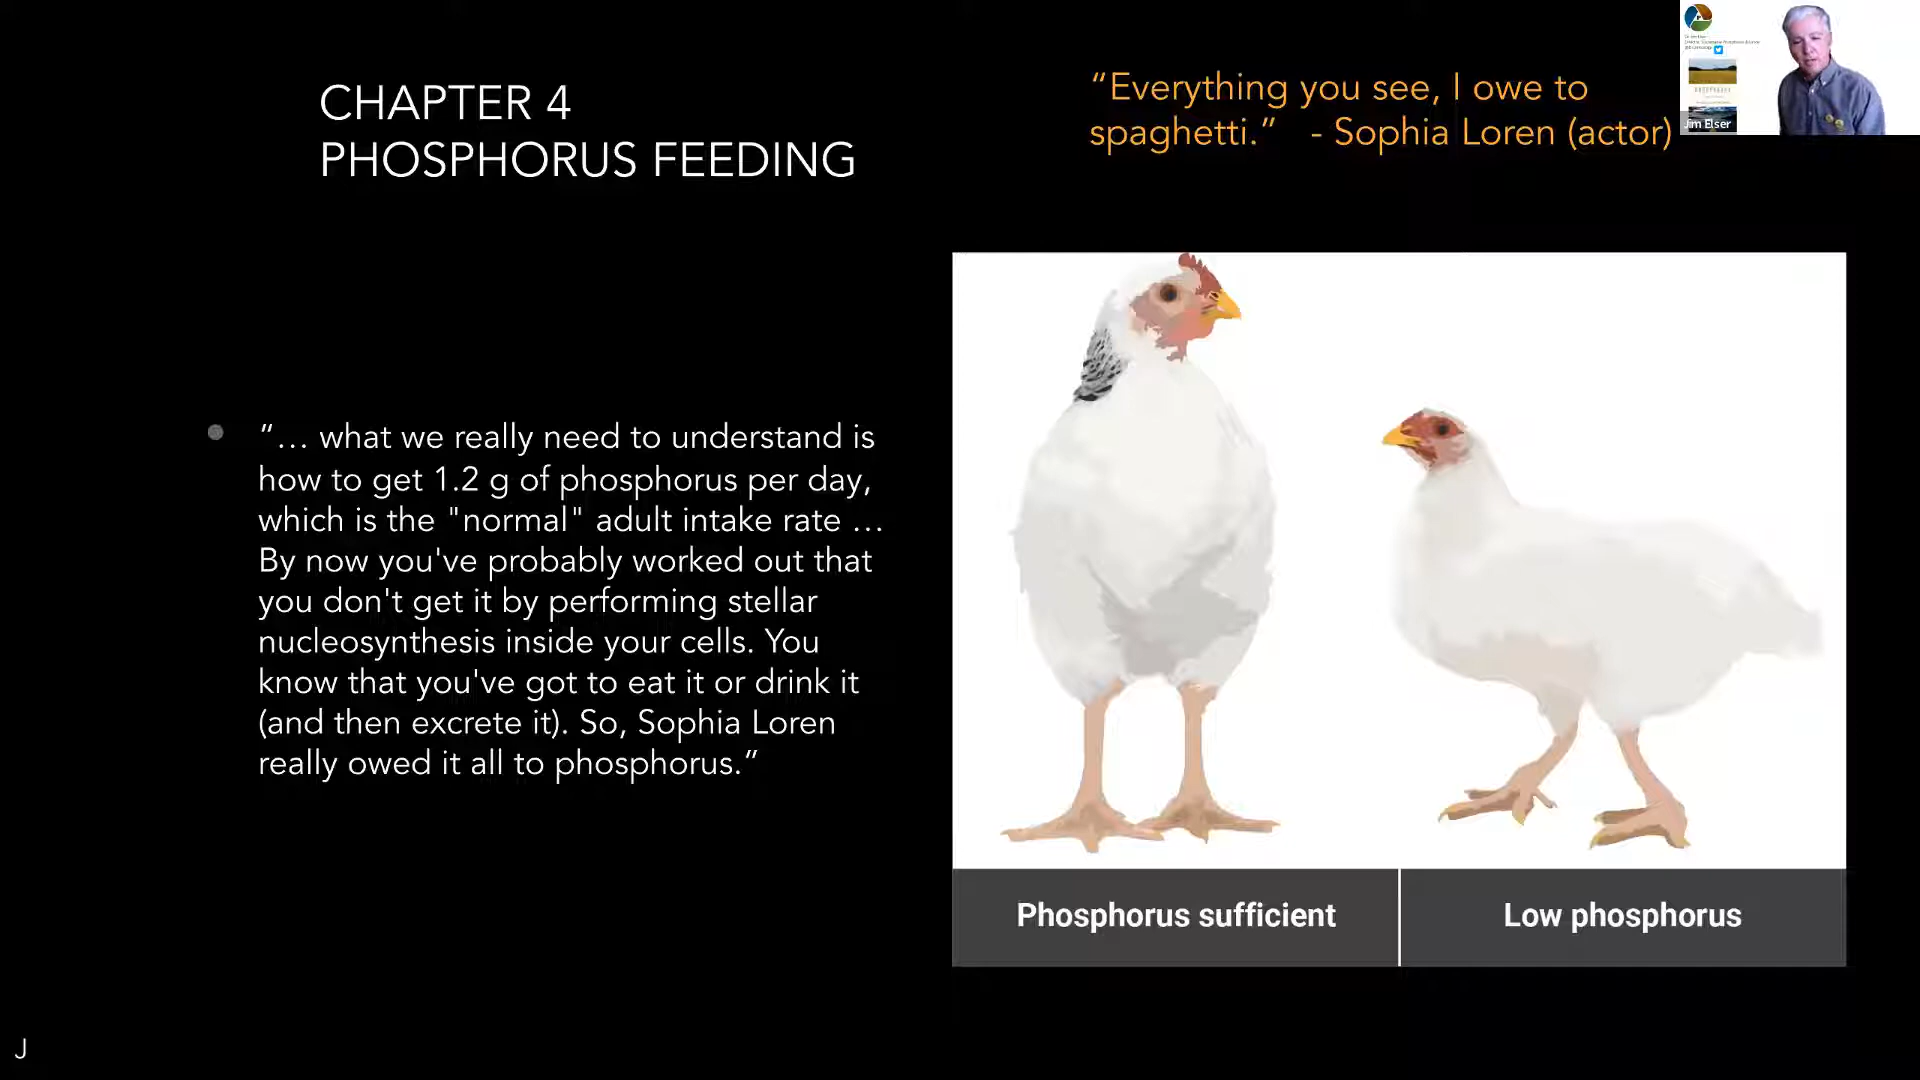 CHAPTER 4
PHOSPHORUS FEEDING
“Everything you see, I owe to
spaghetti.” - Sophia Loren (actor)
Jim Elser
“… what we really need to understand is
how to get 1.2 g of phosphorus per day,
which is the "normal" adult intake rate …
By now you've probably worked out that
you don't get it by performing stellar
nucleosynthesis inside your cells. You
know that you've got to eat it or drink it
(and then excrete it). So, Sophia Loren
really owed it all to phosphorus.”
Phosphorus sufficient
Low phosphorus
J